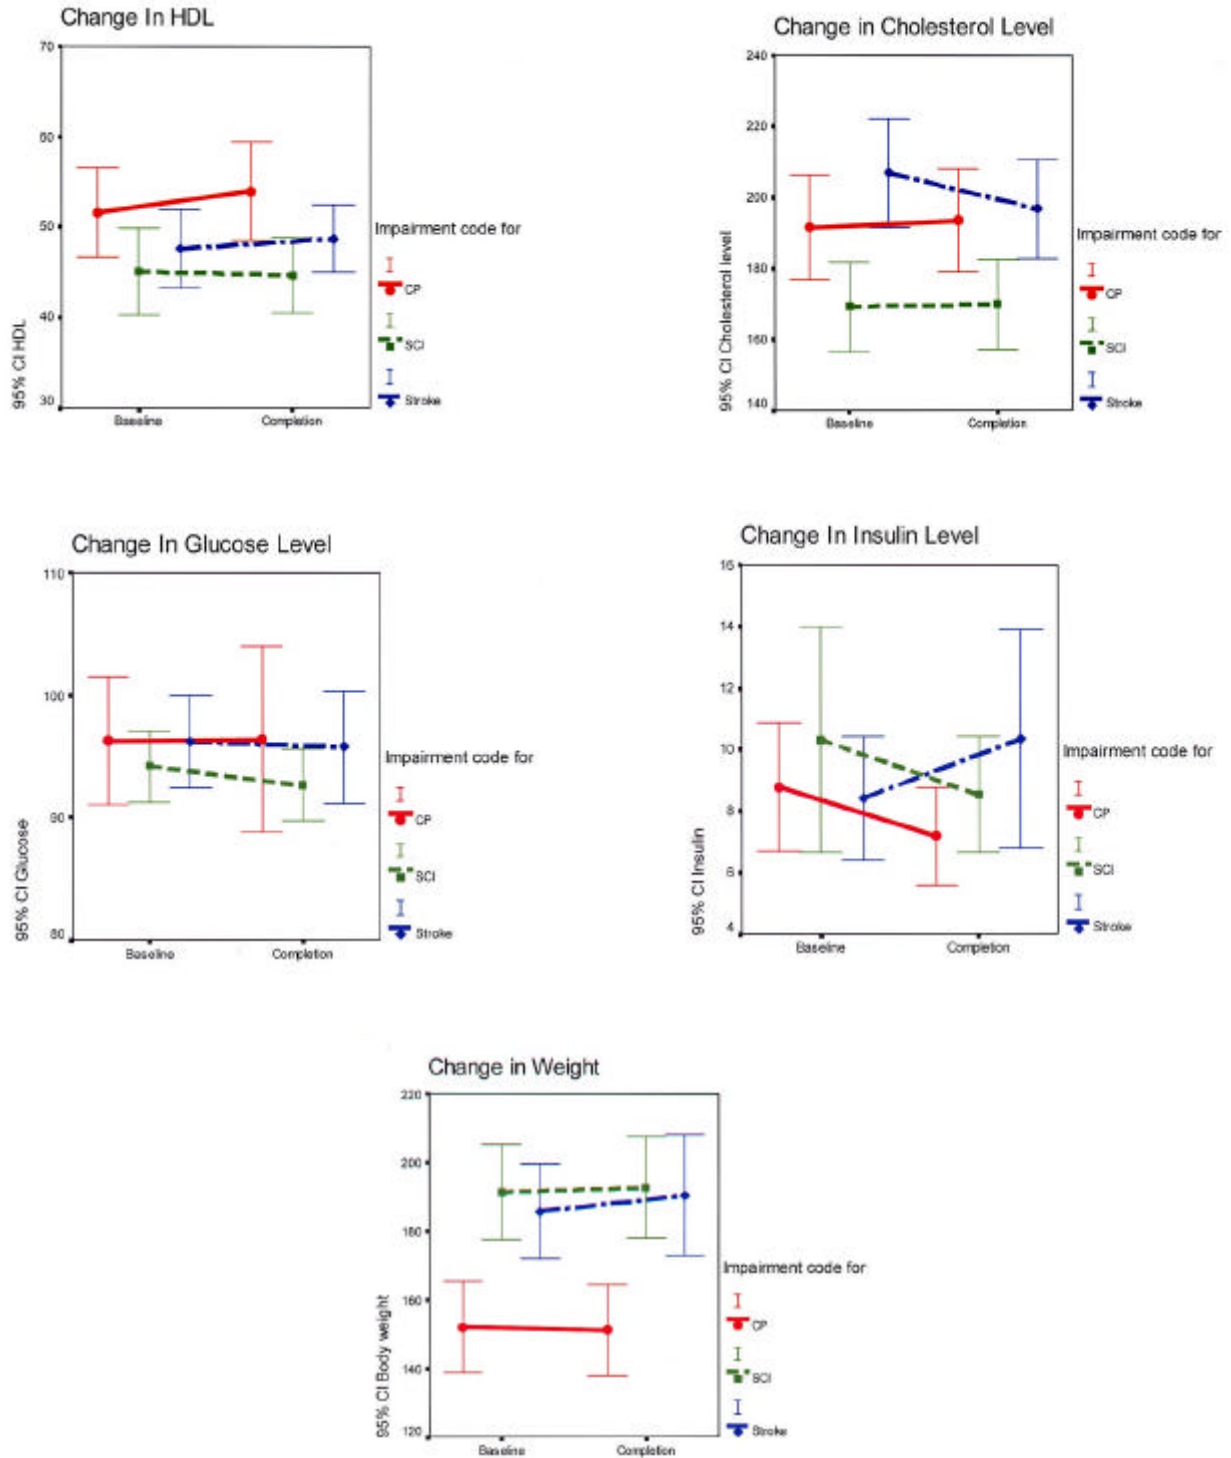 Change In HDL
70
60
50
40
30
95% CI HDL
Baseline
Completion
Impairment code for
CP
SCI
Stroke
Change in Cholesterol Level
240
220
200
180
160
140
95% CI Cholesterol level
Baseline
Completion
Impairment code for
CP
SCI
Stroke
Change In Glucose Level
110
100
90
80
95% CI Glucose
Baseline
Completion
Impairment code for
CP
SCI
Stroke
Change In Insulin Level
16
14
12
10
8
6
4
95% CI Insulin
Baseline
Completion
Impairment code for
CP
SCI
Stroke
Change in Weight
220
200
180
160
140
120
95% CI Body weight
Baseline
Completion
Impairment code for
CP
SCI
Stroke